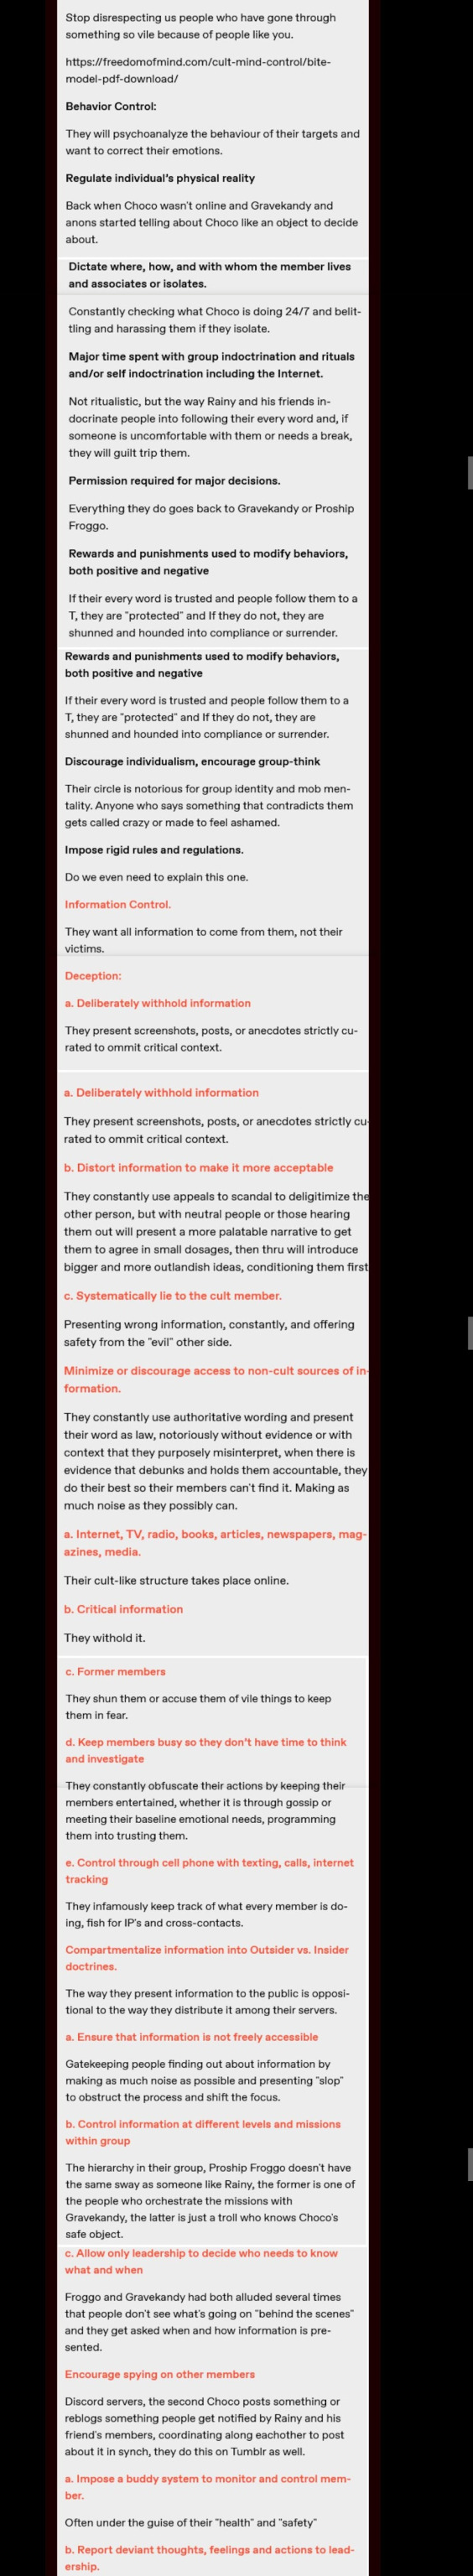 Stop disrespecting us people who have gone through
something so vile because of people like you.
https://freedomofmind.com/cult-mind-control/bite-
model-pdf-download/
Behavior Control:
They will psychoanalyze the behaviour of their targets and
want to correct their emotions.
Regulate individual's physical reality
Back when Choco wasn't online and Gravekandy and
anons started telling about Choco like an object to decide
about.
Dictate where, how, and with whom the member lives
and associates or isolates.
Constantly checking what Choco is doing 24/7 and belit-
tling and harassing them if they isolate.
Major time spent with group indoctrination and rituals
and/or self indoctrination including the Internet.
Not ritualistic, but the way Rainy and his friends in-
docrinate people into following their every word and, if
someone is uncomfortable with them or needs a break,
they will guilt trip them.
Permission required for major decisions.
Everything they do goes back to Gravekandy or Proship
Froggo.
Rewards and punishments used to modify behaviors,
both positive and negative
If their every word is trusted and people follow them to a
T, they are "protected" and If they do not, they are
shunned and hounded into compliance or surrender.
Rewards and punishments used to modify behaviors,
both positive and negative
If their every word is trusted and people follow them to a
T, they are "protected" and If they do not, they are
shunned and hounded into compliance or surrender.
Discourage individualism, encourage group-think
Their circle is notorious for group identity and mob men-
tality. Anyone who says something that contradicts them
gets called crazy or made to feel ashamed.
Impose rigid rules and regulations.
Do we even need to explain this one.
Information Control.
They want all information to come from them, not their
victims.
Deception:
a. Deliberately withhold information
They present screenshots, posts, or anecdotes strictly cu-
rated to ommit critical context.
a. Deliberately withhold information
They present screenshots, posts, or anecdotes strictly cu-
rated to ommit critical context.
b. Distort information to make it more acceptable
They constantly use appeals to scandal to deligitimize the
other person, but with neutral people or those hearing
them out will present a more palatable narrative to get
them to agree in small dosages, then thru will introduce
bigger and more outlandish ideas, conditioning them first
c. Systematically lie to the cult member.
Presenting wrong information, constantly, and offering
safety from the "evil" other side.
Minimize or discourage access to non-cult sources of in-
formation.
They constantly use authoritative wording and present
their word as law, notoriously without evidence or with
context that they purposely misinterpret, when there is
evidence that debunks and holds them accountable, they
do their best so their members can't find it. Making as
much noise as they possibly can.
a. Internet, TV, radio, books, articles, newspapers, mag-
azines, media.
Their cult-like structure takes place online.
b. Critical information
They withold it.
c. Former members
They shun them or accuse them of vile things to keep
them in fear.
d. Keep members busy so they don't have time to think
and investigate
They constantly obfuscate their actions by keeping their
members entertained, whether it is through gossip or
meeting their baseline emotional needs, programming
them into trusting them.
e. Control through cell phone with texting, calls, internet
tracking
They infamously keep track of what every member is do-
ing, fish for IP's and cross-contacts.
Compartmentalize information into Outsider vs. Insider
doctrines.
The way they present information to the public is opposi-
tional to the way they distribute it among their servers.
a. Ensure that information is not freely accessible
Gatekeeping people finding out about information by
making as much noise as possible and presenting "slop"
to obstruct the process and shift the focus.
b. Control information at different levels and missions
within group
The hierarchy in their group, Proship Froggo doesn't have
the same sway as someone like Rainy, the former is one of
the people who orchestrate the missions with
Gravekandy, the latter is just a troll who knows Choco's
safe object.
c. Allow only leadership to decide who needs to know
what and when
Froggo and Gravekandy had both alluded several times
that people don't see what's going on "behind the scenes"
and they get asked when and how information is pre-
sented.
Encourage spying on other members
Discord servers, the second Choco posts something or
reblogs something people get notified by Rainy and his
friend's members, coordinating along eachother to post
about it in synch, they do this on Tumblr as well.
a. Impose a buddy system to monitor and control mem-
ber.
Often under the guise of their "health" and "safety"
b. Report deviant thoughts, feelings and actions to lead-
ership.